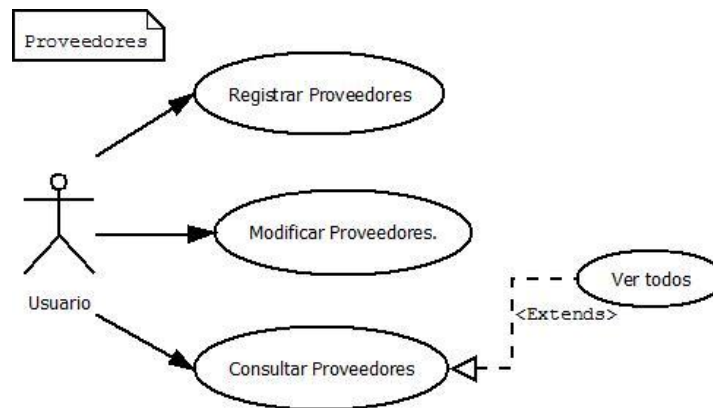 Proveedores
Registrar Proveedores
Modificar Proveedores.
Ver todos
<Extends>
Usuario
Consultar Proveedores